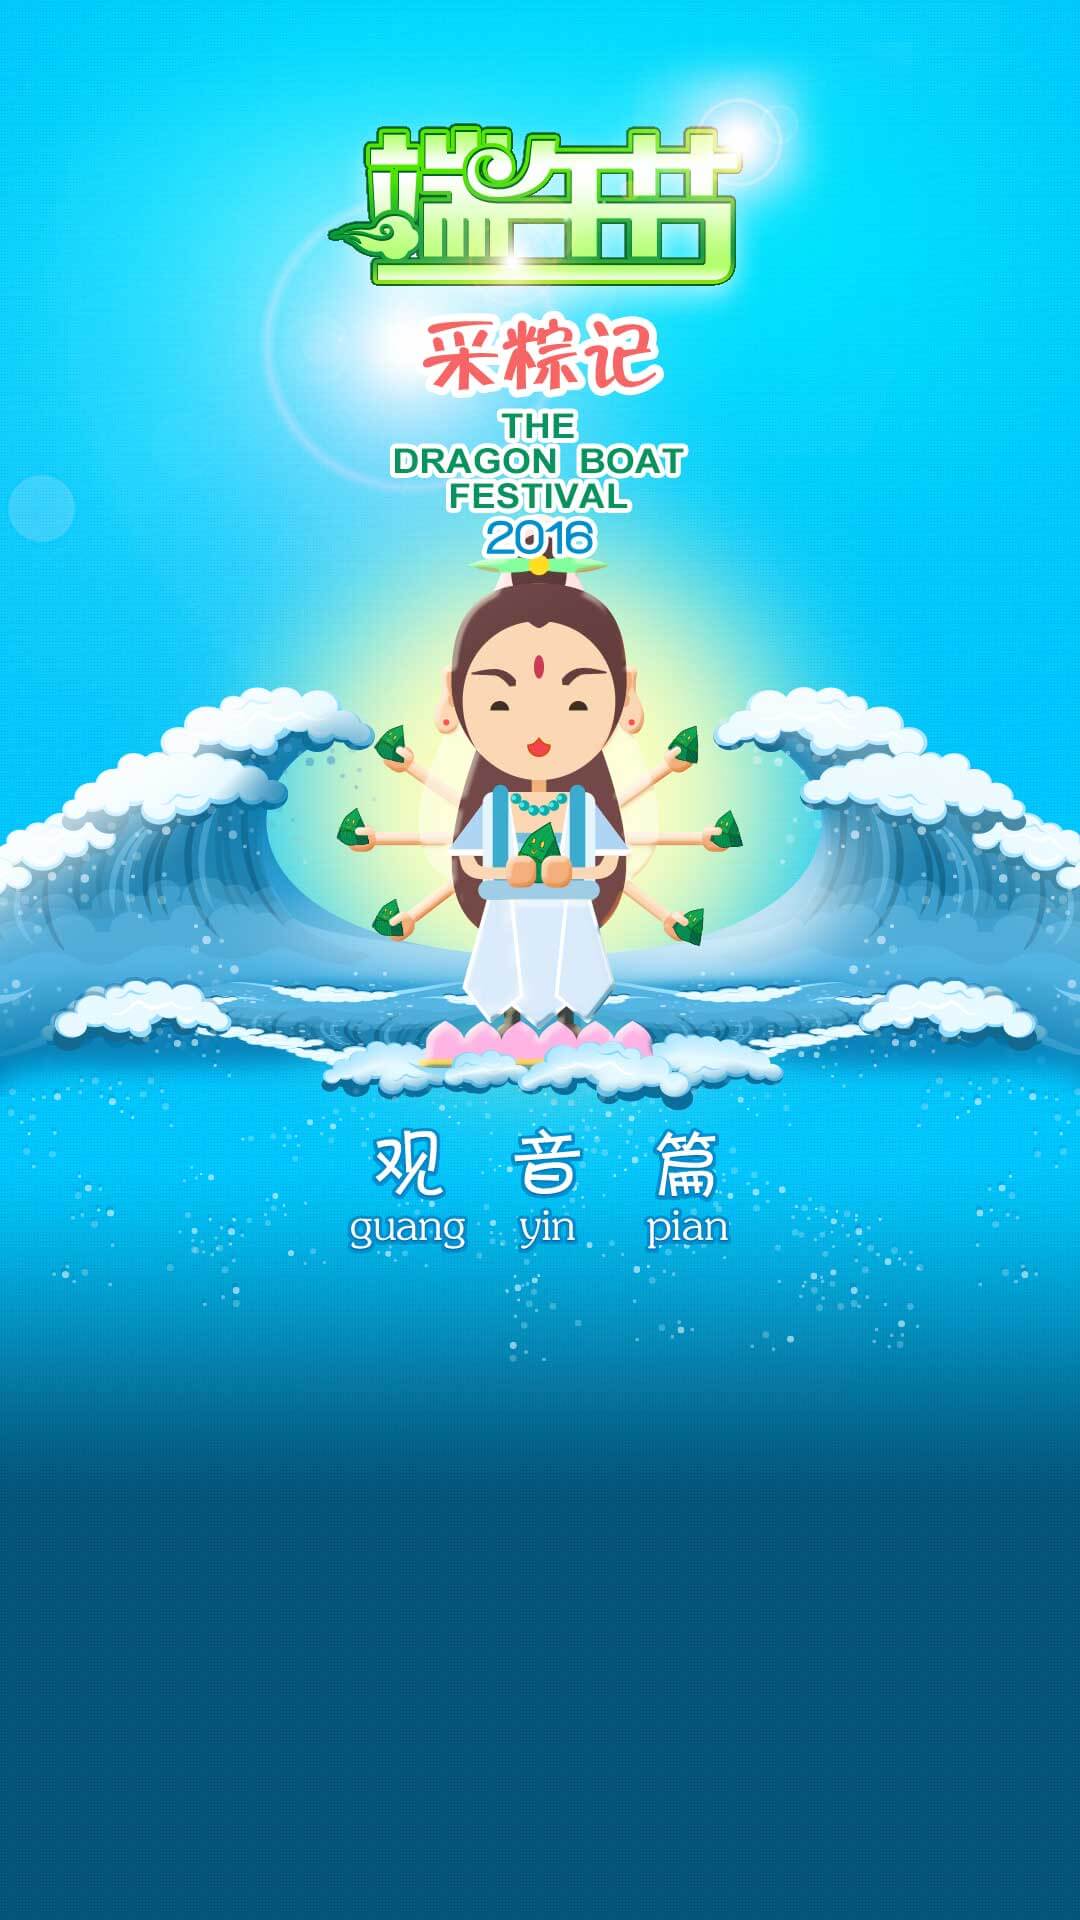 端午节
采粽记
THE
DRAGON BOAT
FESTIVAL
2016
观 音 篇
guang yin pian